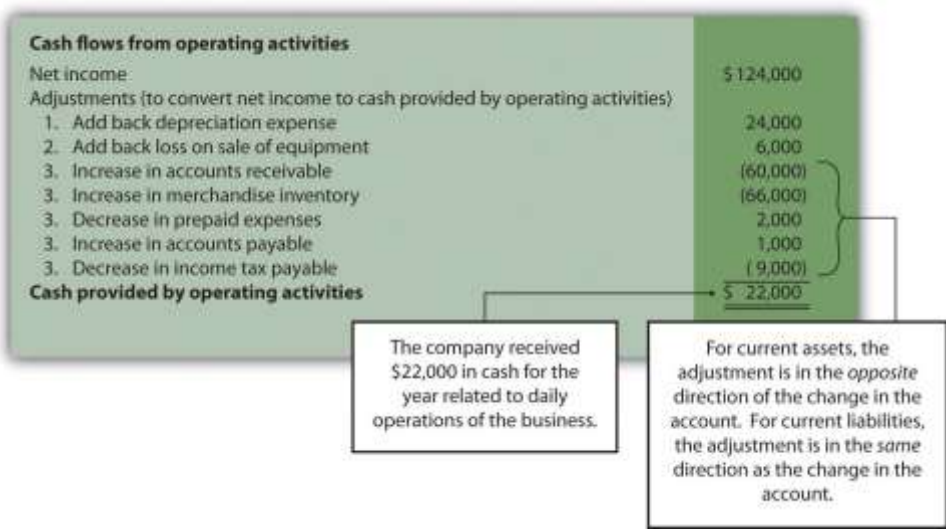 Cash flows from operating activities
Net income $124,000
Adjustments (to convert net income to cash provided by operating activities)
1. Add back depreciation expense 24,000
2. Add back loss on sale of equipment 6,000
3. Increase in accounts receivable (60,000)
3. Increase in merchandise inventory (66,000)
3. Decrease in prepaid expenses 2,000
3. Increase in accounts payable 1,000
3. Decrease in income tax payable ( 9,000)
Cash provided by operating activities $ 22,000
The company received
$22,000 in cash for the
year related to daily
operations of the business.
For current assets, the
adjustment is in the opposite
direction of the change in the
account. For current liabilities,
the adjustment is in the same
direction as the change in the
account.